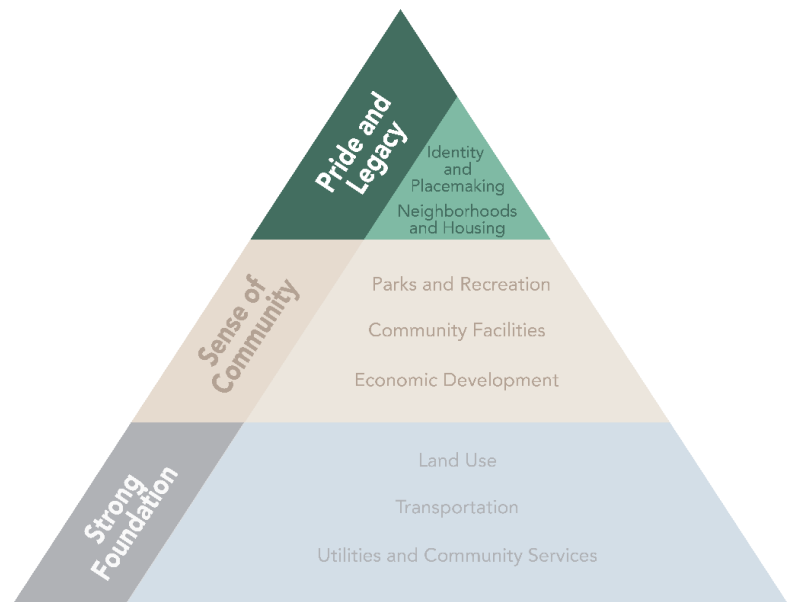 Pride and
Legacy
Identity
and
Placemaking
Neighborhoods
and Housing
Sense of
Community
Parks and Recreation
Community Facilities
Economic Development
Strong
Foundation
Land Use
Transportation
Utilities and Community Services